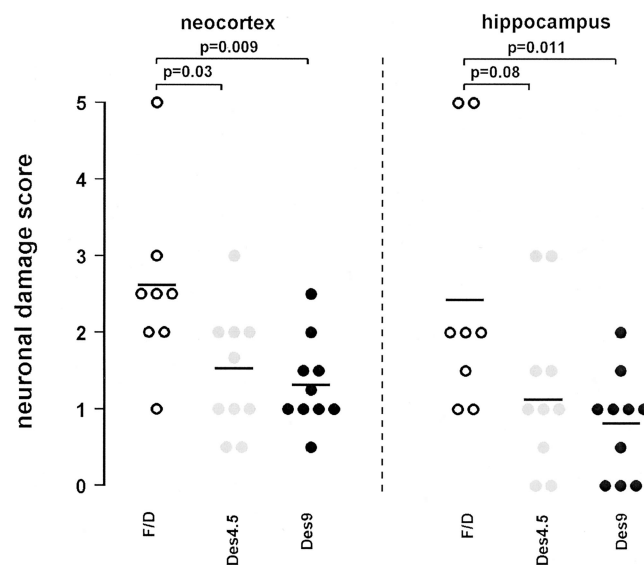 neocortex
hippocampus
p=0.009
p=0.011
p=0.03
p=0.08
neuronal damage score
5
4
3
2
1
0
F/D
Des4.5
Des9
F/D
Des4.5
Des9